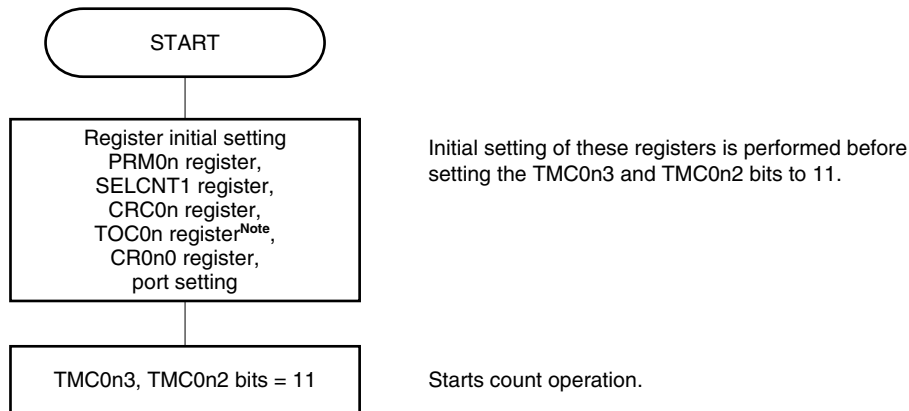 START
Register initial setting
PRM0n register,
SELCNT1 register,
CRC0n register,
TOC0n registerNote,
CR0n0 register,
port setting
Initial setting of these registers is performed before
setting the TMC0n3 and TMC0n2 bits to 11.
TMC0n3, TMC0n2 bits = 11
Starts count operation.